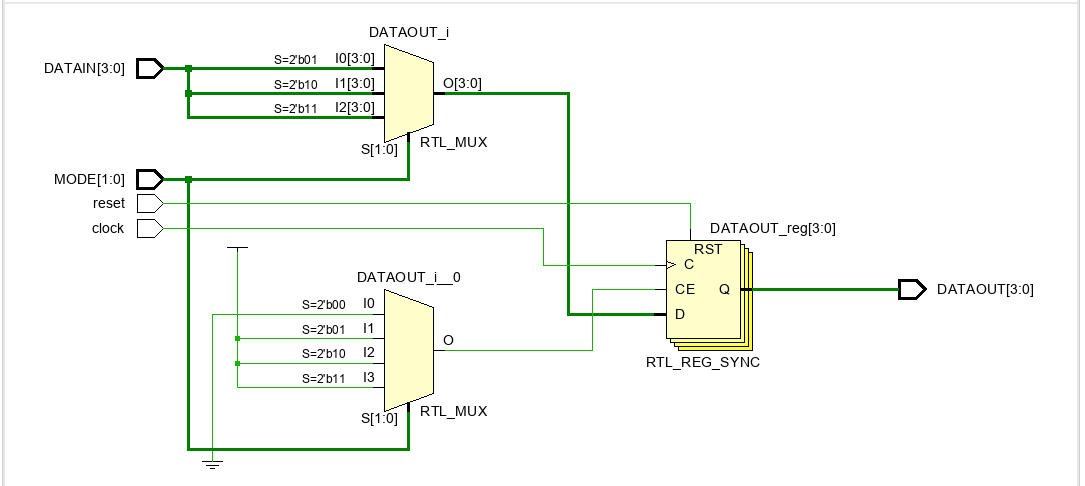 DATAOUT_i
DATAIN[3:0]
S=2'b01 I0[3:0]
S=2'b10 I1[3:0]
S=2'b11 I2[3:0]
O[3:0]
S[1:0]
RTL_MUX
MODE[1:0]
reset
clock
DATAOUT_reg[3:0]
RST
C
CE
D
Q
DATAOUT[3:0]
RTL_REG_SYNC
DATAOUT_i__0
S=2'b00 I0
S=2'b01 I1
S=2'b10 I2
S=2'b11 I3
O
S[1:0]
RTL_MUX